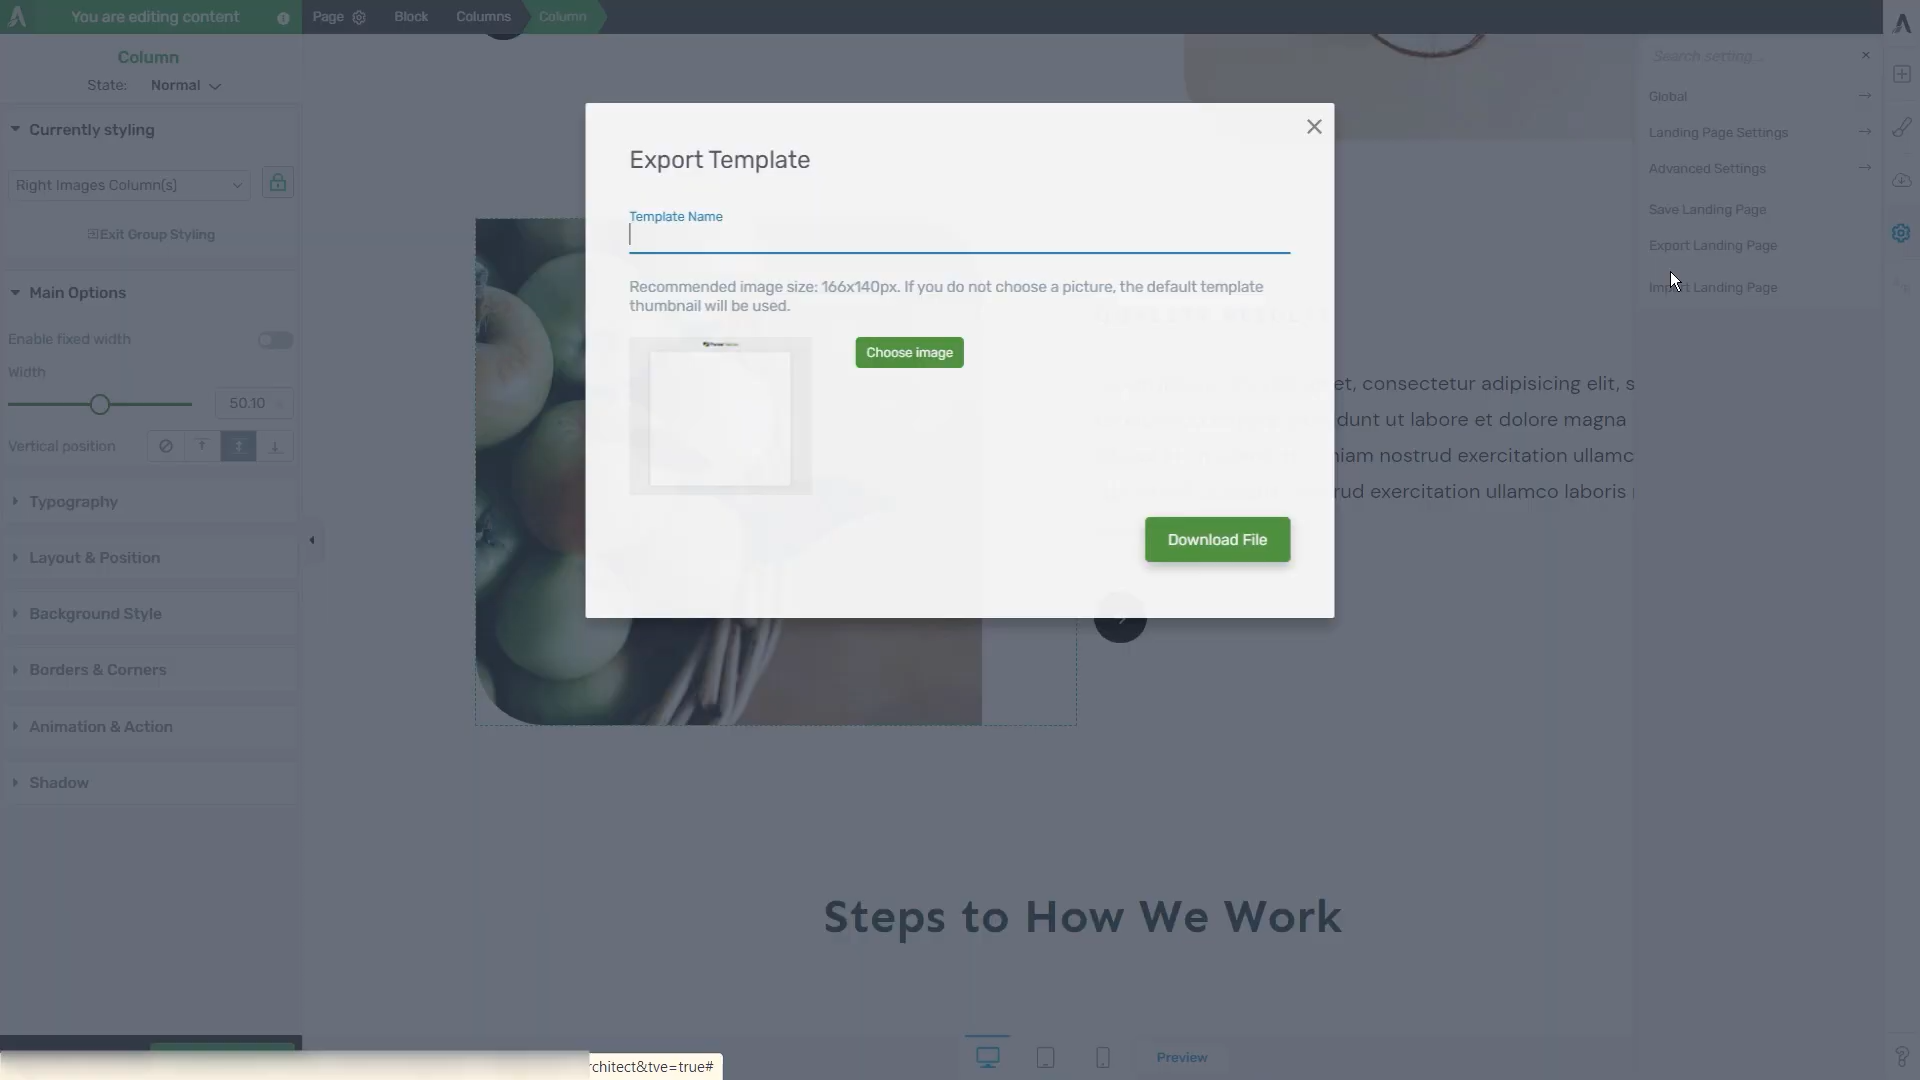 You are editing content
Page
Block
Columns
Column
Column
State: Normal
Currently styling
Right Images Column(s)
Exit Group Styling
Main Options
Enable fixed width
Width
50.10
Vertical position
Typography
Layout & Position
Background Style
Borders & Corners
Animation & Action
Shadow
Export Template
Template Name
Recommended image size: 166x140px. If you do not choose a picture, the default template
thumbnail will be used.
Choose image
Download File
et, consectetur adipisicing elit, s
dunt ut labore et dolore magna
niam nostrud exercitation ullamc
rud exercitation ullamco laboris
Steps to How We Work
Search setting...
Global
Landing Page Settings
Advanced Settings
Save Landing Page
Export Landing Page
Import Landing Page
rchitect&tve=true#
Preview